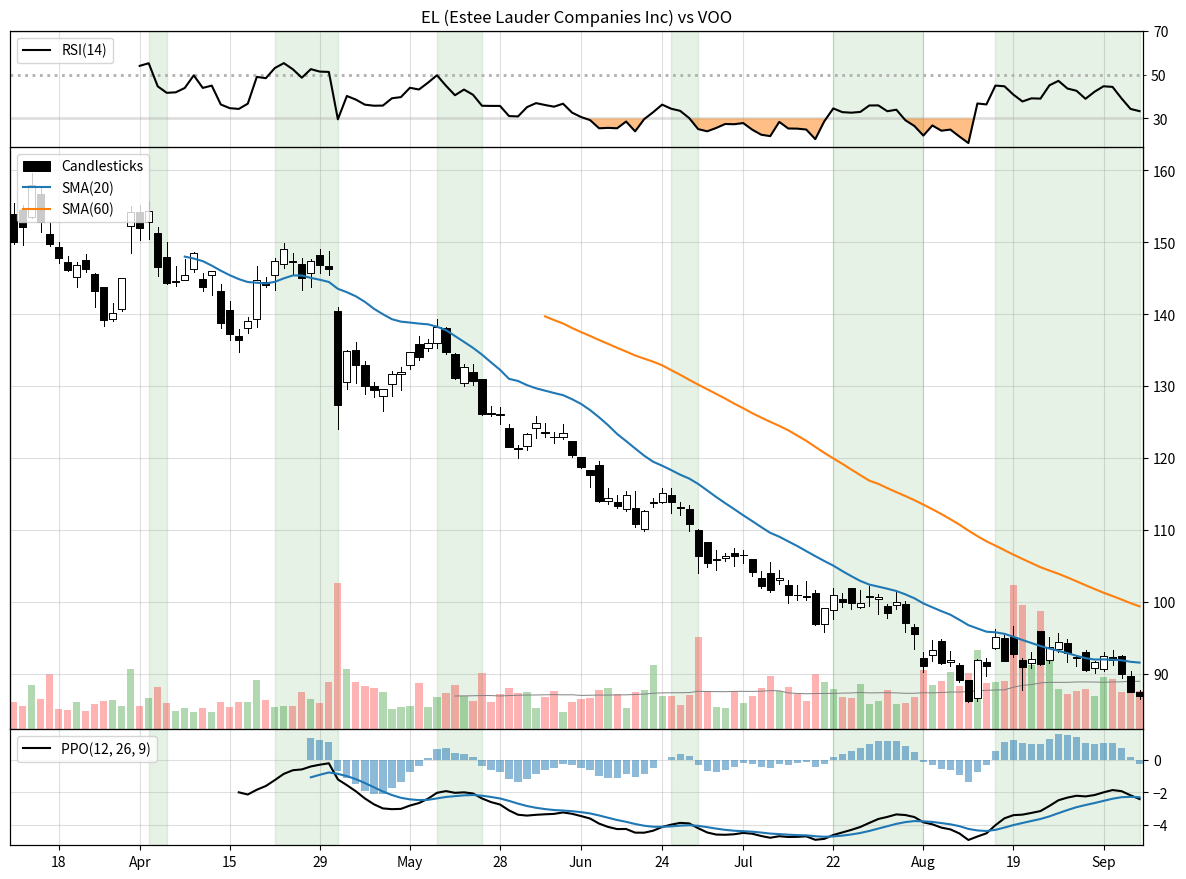 EL (Estee Lauder Companies Inc) vs VOO
RSI(14)
70
50
30
Candlesticks
SMA(20)
SMA(60)
160
150
140
130
120
110
100
90
PPO(12, 26, 9)
0
−2
−4
18 Apr 15 29 May 28 Jun 24 Jul 22 Aug 19 Sep